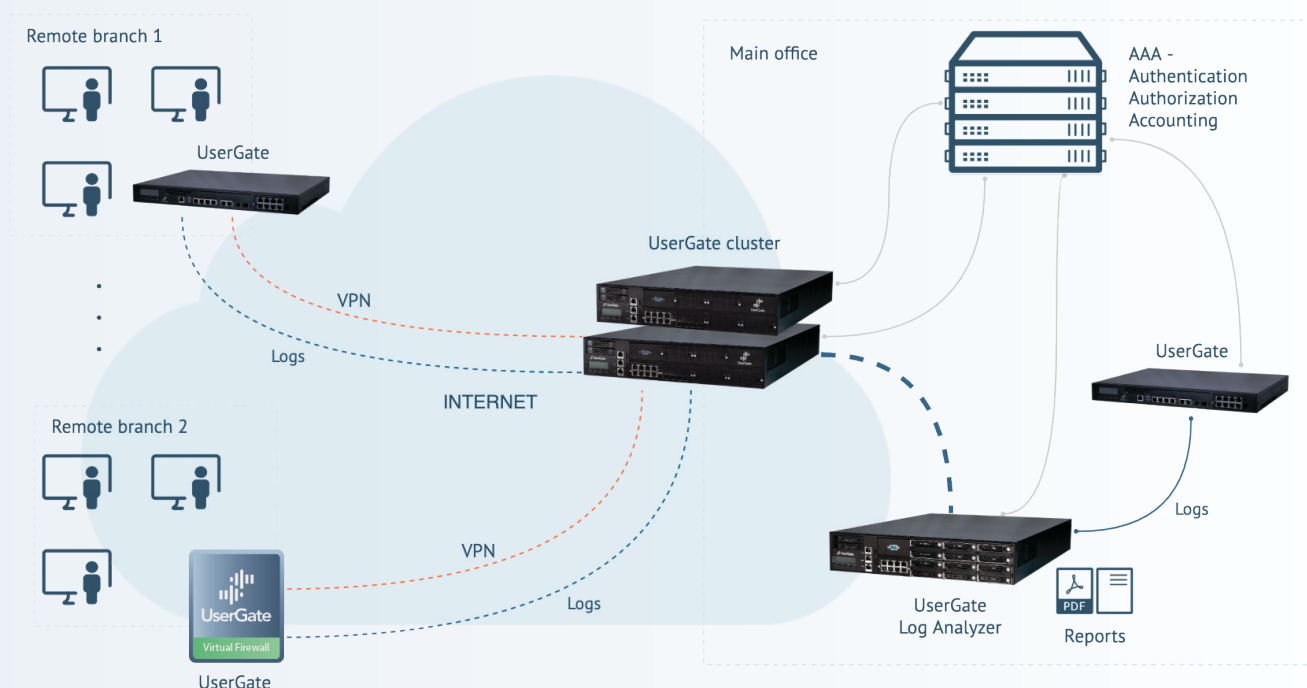 Remote branch 1
UserGate
VPN
Logs
INTERNET
Remote branch 2
VPN
Logs
UserGate
Virtual Firewall
UserGate
UserGate cluster
Main office
AAA -
Authentication
Authorization
Accounting
UserGate
Logs
UserGate
Log Analyzer
PDF
Reports